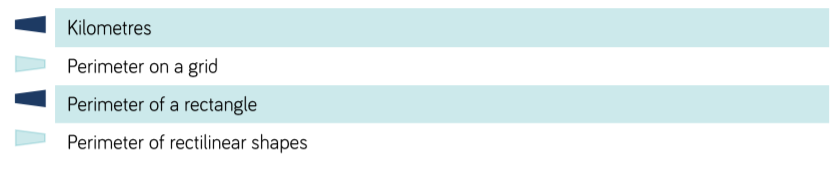 Kilometres
Perimeter on a grid
Perimeter of a rectangle
Perimeter of rectilinear shapes